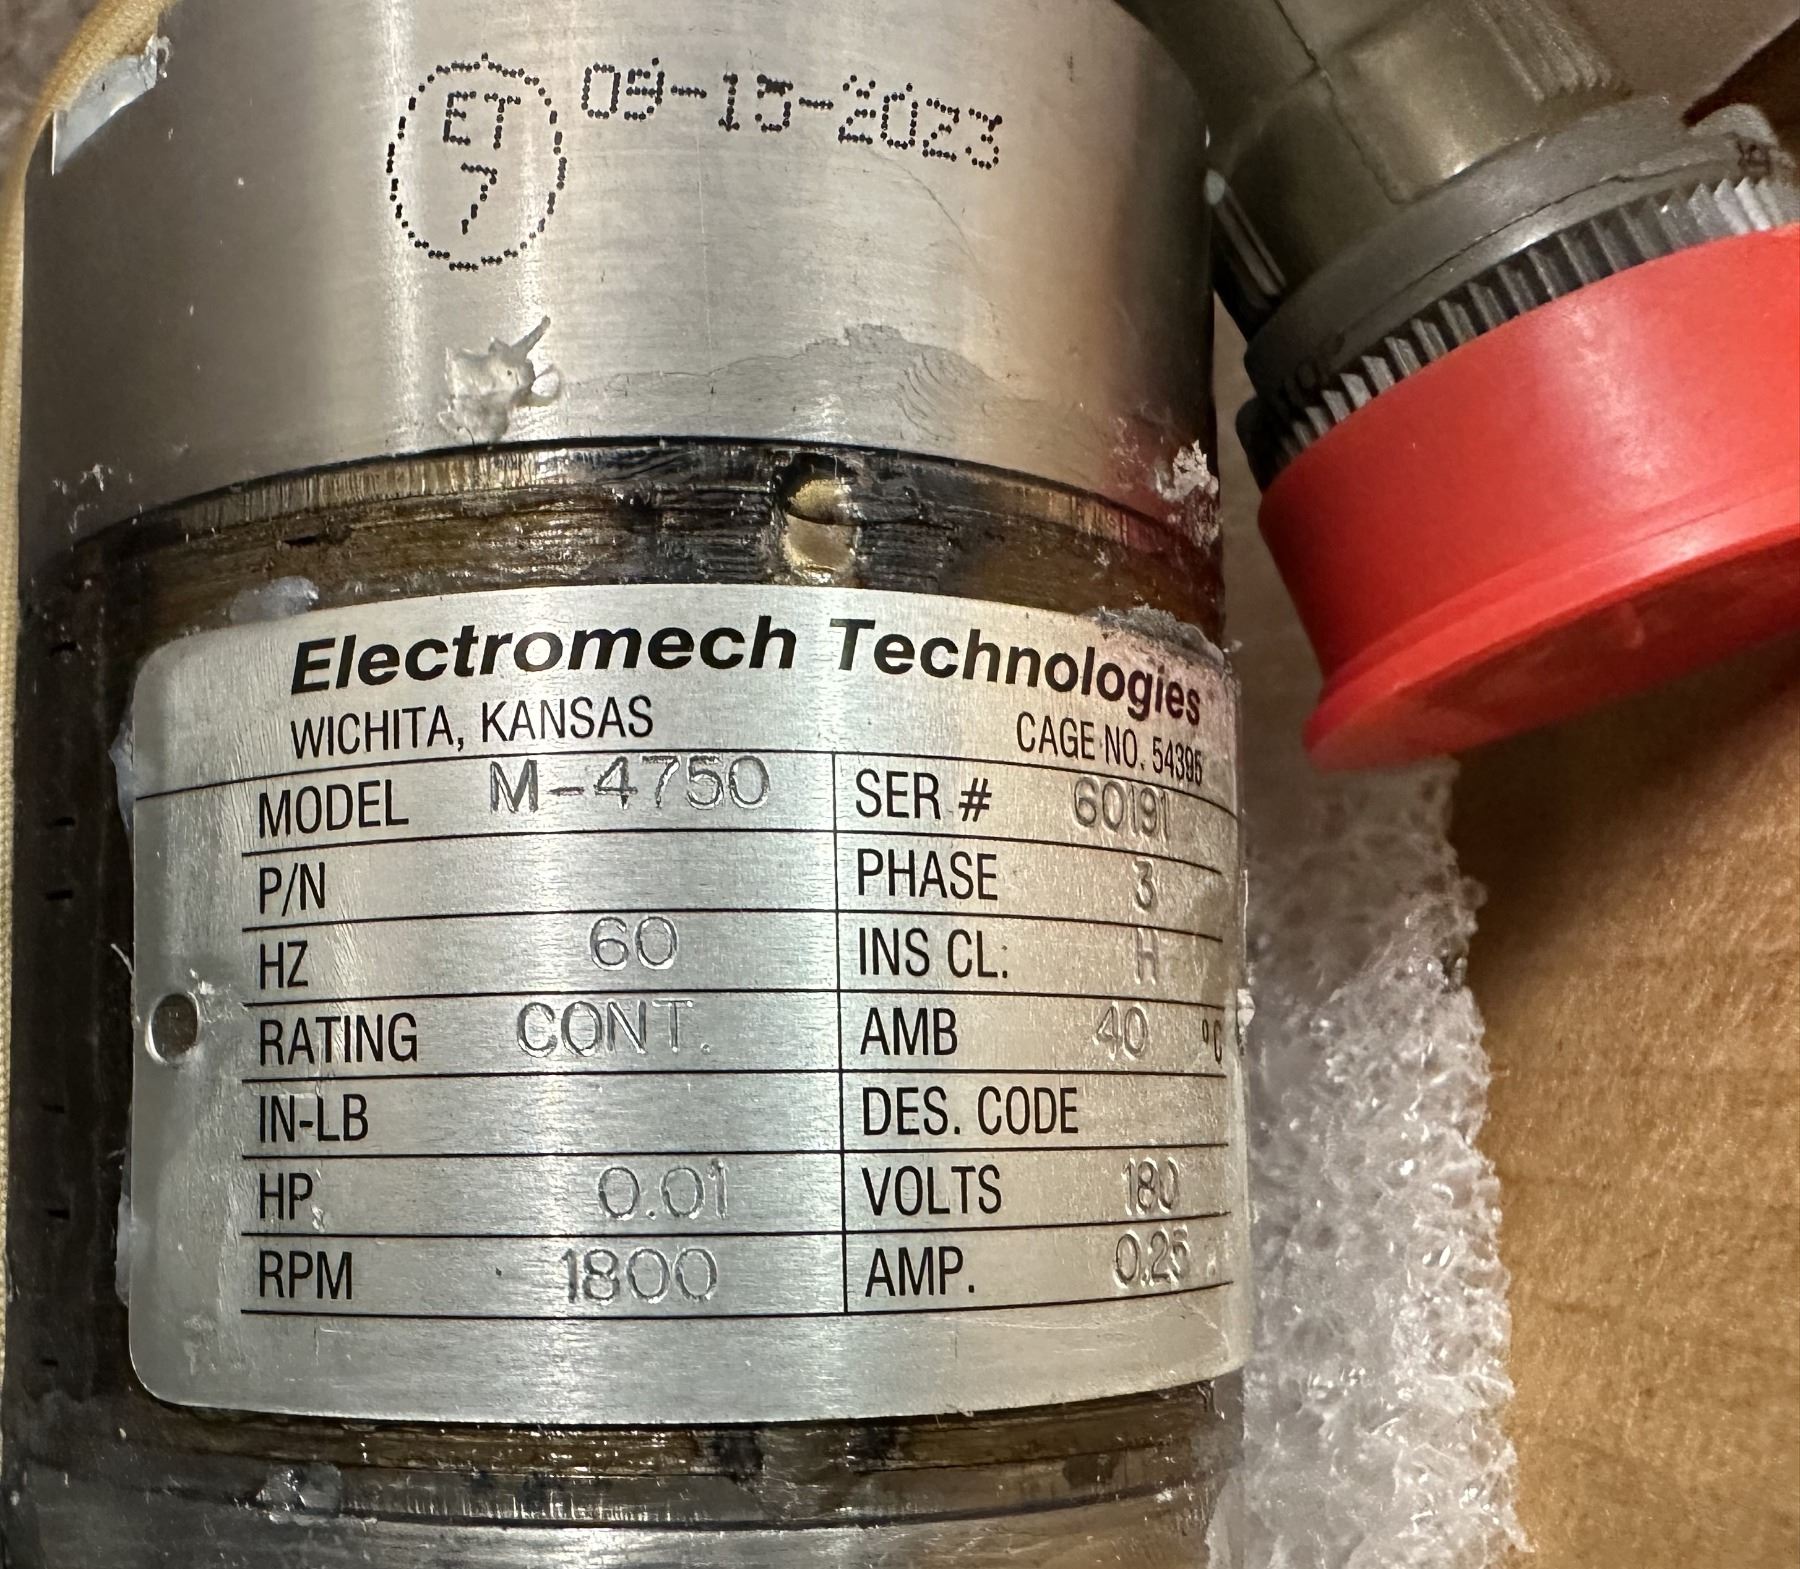 ET
7
09-15-2023
Electromech Technologies
WICHITA, KANSAS CAGE NO. 54395
MODEL M-4750 SER # 60191
P/N PHASE 3
HZ 60 INS CL: H
RATING CONT. AMB 40 °C
IN-LB DES. CODE
HP 0.01 VOLTS 180
RPM 1800 AMP. 0.25